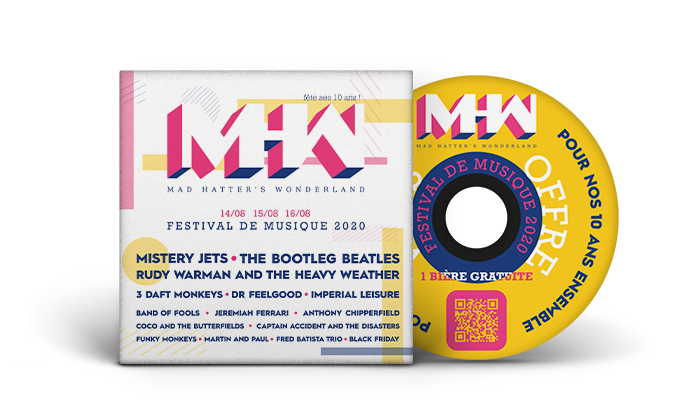 fête ses 10 ans !
MHW
MAD HATTER'S WONDERLAND
14/08 15/08 16/08
FESTIVAL DE MUSIQUE 2020
MISTERY JETS • THE BOOTLEG BEATLES
RUDY WARMAN AND THE HEAVY WEATHER
3 DAFT MONKEYS • DR FEELGOOD • IMPERIAL LEISURE
BAND OF FOOLS • JEREMIAH FERRARI • ANTHONY CHIPPERFIELD
COCO AND THE BUTTERFIELDS • CAPTAIN ACCIDENT AND THE DISASTERS
FUNKY MONKEYS • MARTIN AND PAUL • FRED BATISTA TRIO • BLACK FRIDAY
MHW
MAD HATTER'S WONDERLAND
FESTIVAL DE MUSIQUE 2020
OFFRE
POUR NOS 10 ANS ENSEMBLE
1 BIÈRE GRATUITE